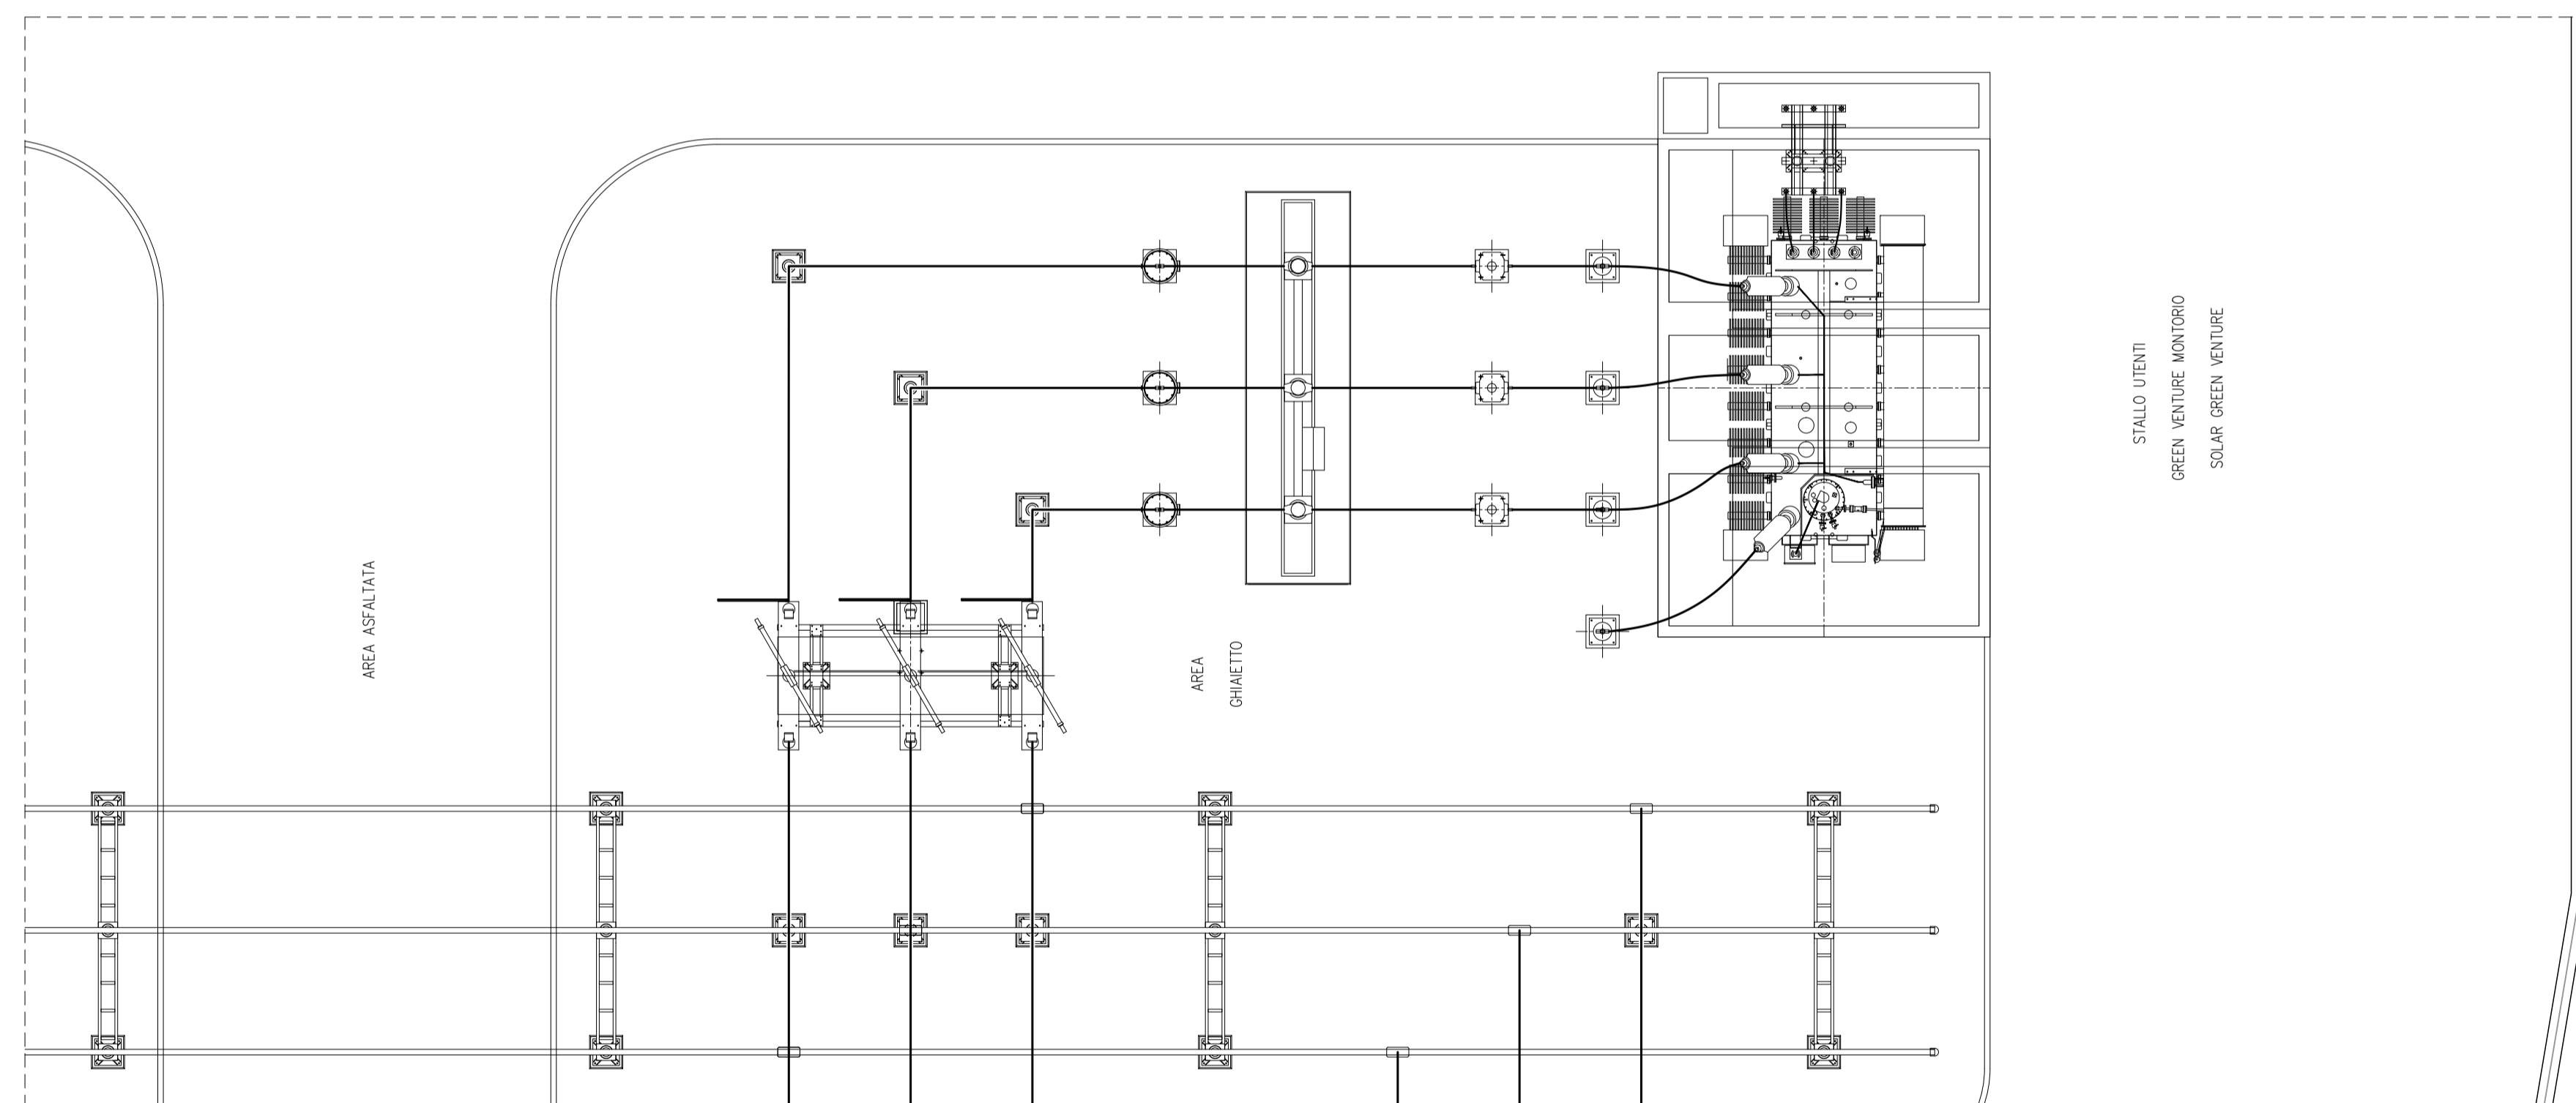 AREA ASFALTATA
AREA
GHIAIETTO
STALLO UTENTI
GREEN VENTURE MONTORIO
SOLAR GREEN VENTURE